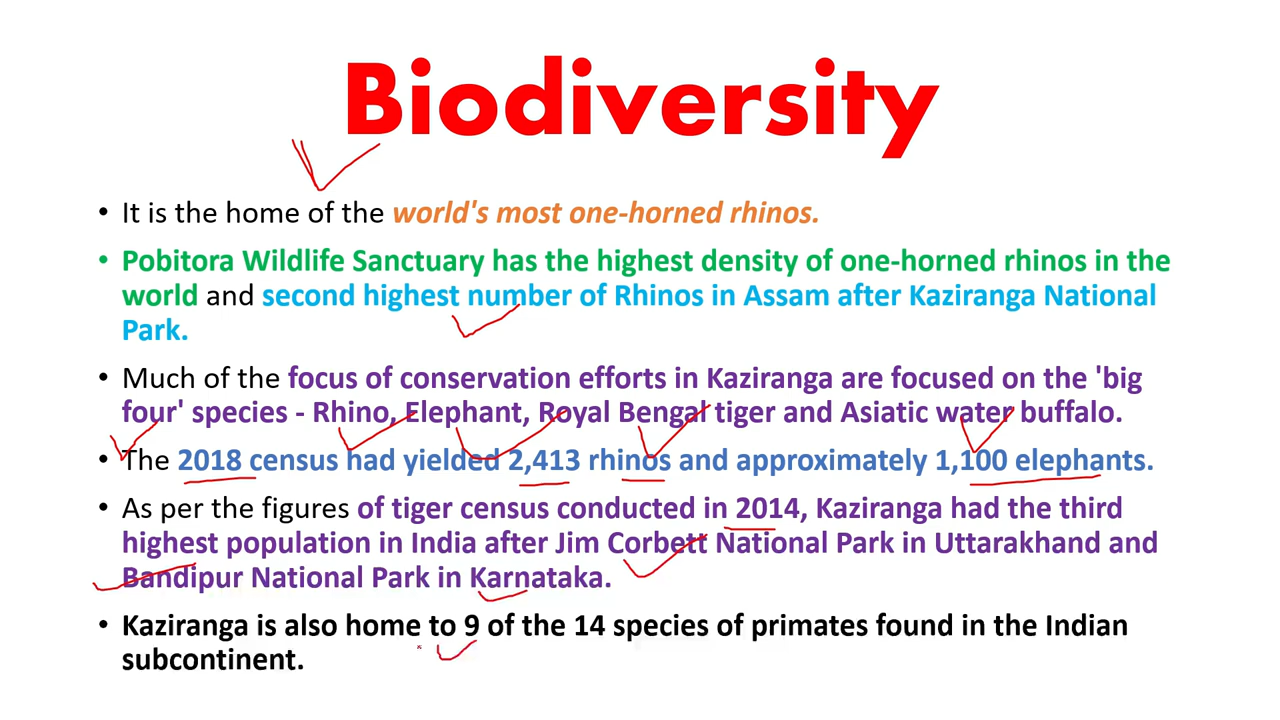 Biodiversity
• It is the home of the world's most one-horned rhinos.
• Pobitora Wildlife Sanctuary has the highest density of one-horned rhinos in the
world and second highest number of Rhinos in Assam after Kaziranga National
Park.
• Much of the focus of conservation efforts in Kaziranga are focused on the 'big
four' species - Rhino, Elephant, Royal Bengal tiger and Asiatic water buffalo.
• The 2018 census had yielded 2,413 rhinos and approximately 1,100 elephants.
• As per the figures of tiger census conducted in 2014, Kaziranga had the third
highest population in India after Jim Corbett National Park in Uttarakhand and
Bandipur National Park in Karnataka.
• Kaziranga is also home to 9 of the 14 species of primates found in the Indian
subcontinent.